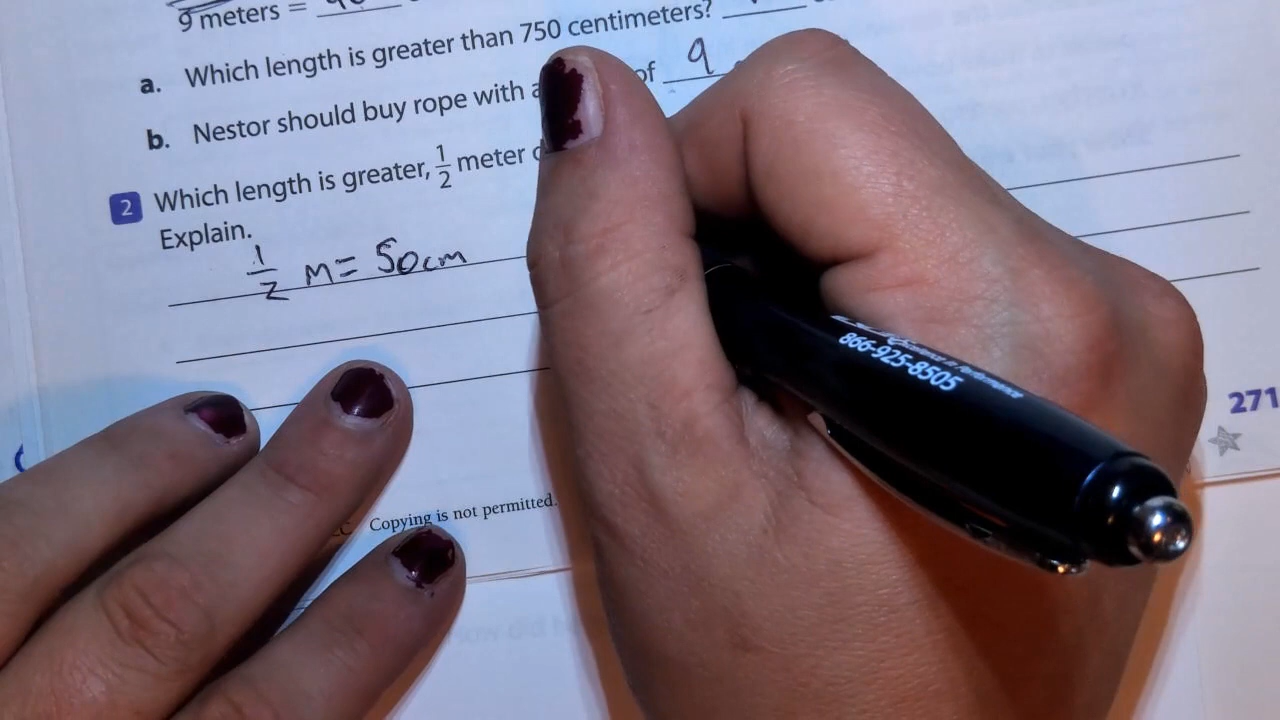 9 meters =
a. Which length is greater than 750 centimeters?
b. Nestor should buy rope with a of 9
2 Which length is greater, 1/2 meter
Explain.
1/2 m = 50cm
866-925-8505
271
Copying is not permitted.